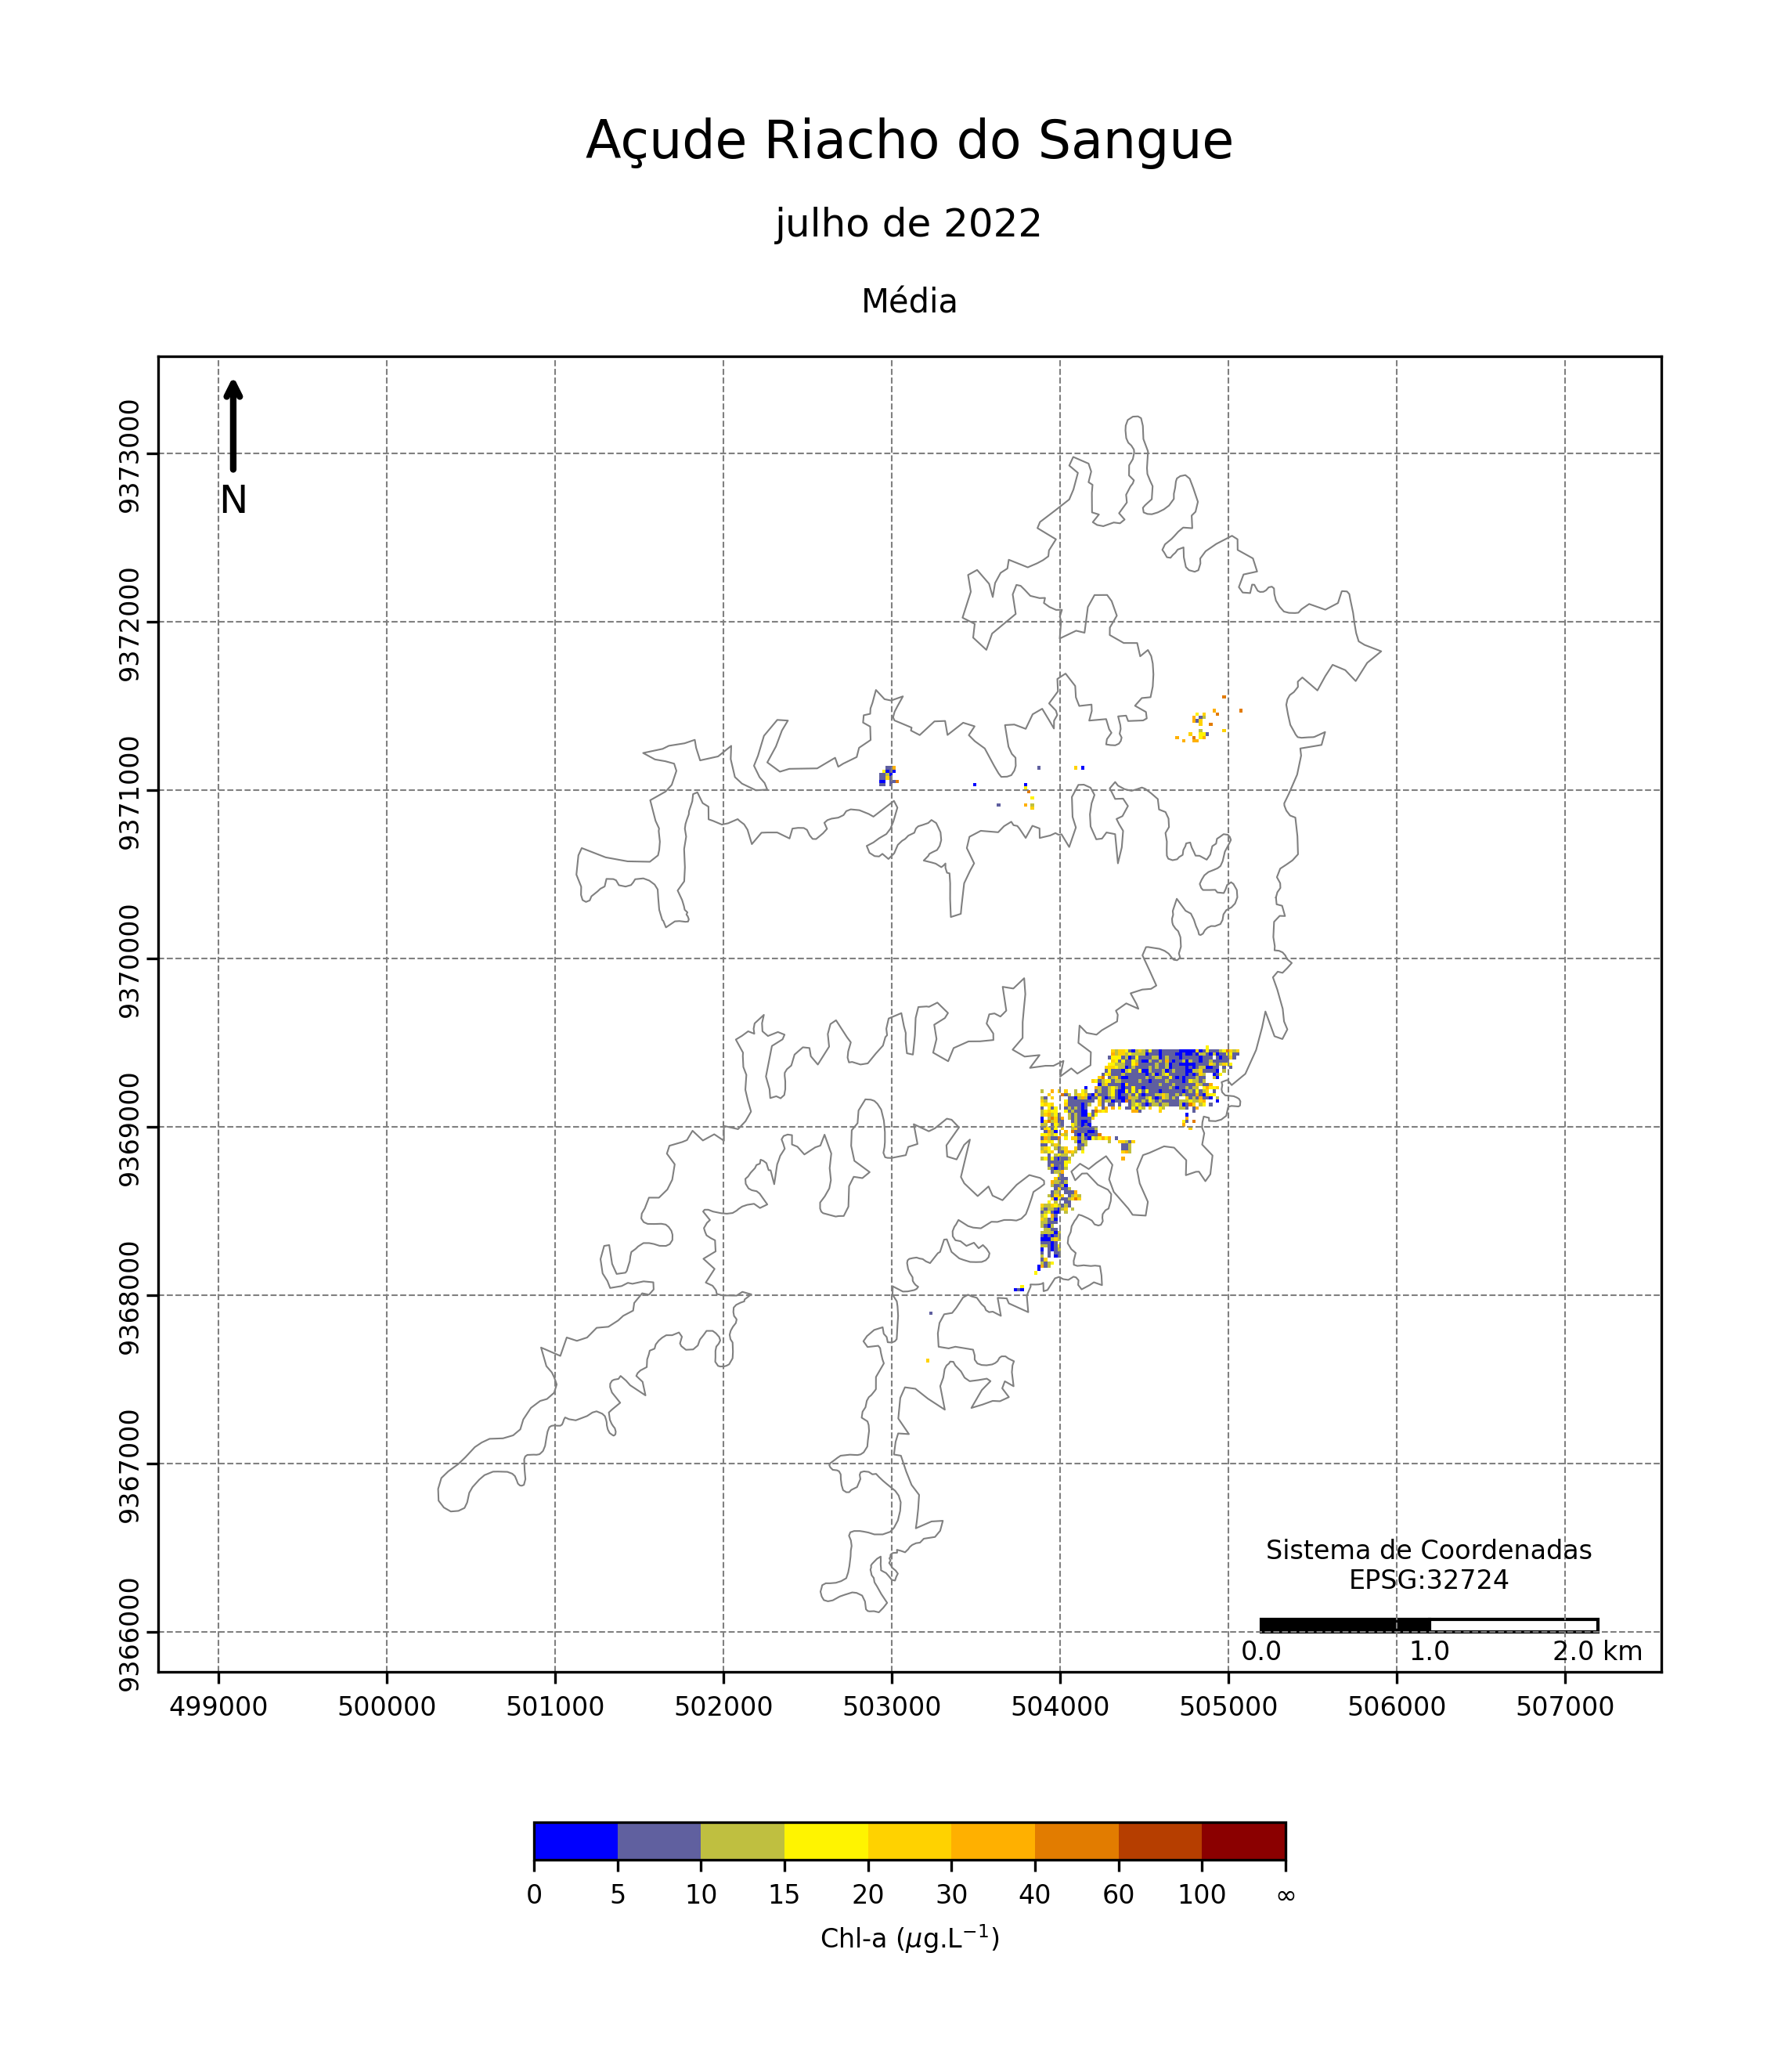 Açude Riacho do Sangue
julho de 2022
Média
N
9373000
9372000
9371000
9370000
9369000
9368000
9367000
9366000
Sistema de Coordenadas
EPSG:32724
0.0 1.0 2.0 km
499000 500000 501000 502000 503000 504000 505000 506000 507000
0 5 10 15 20 30 40 60 100 ∞
Chl-a (μg.L⁻¹)